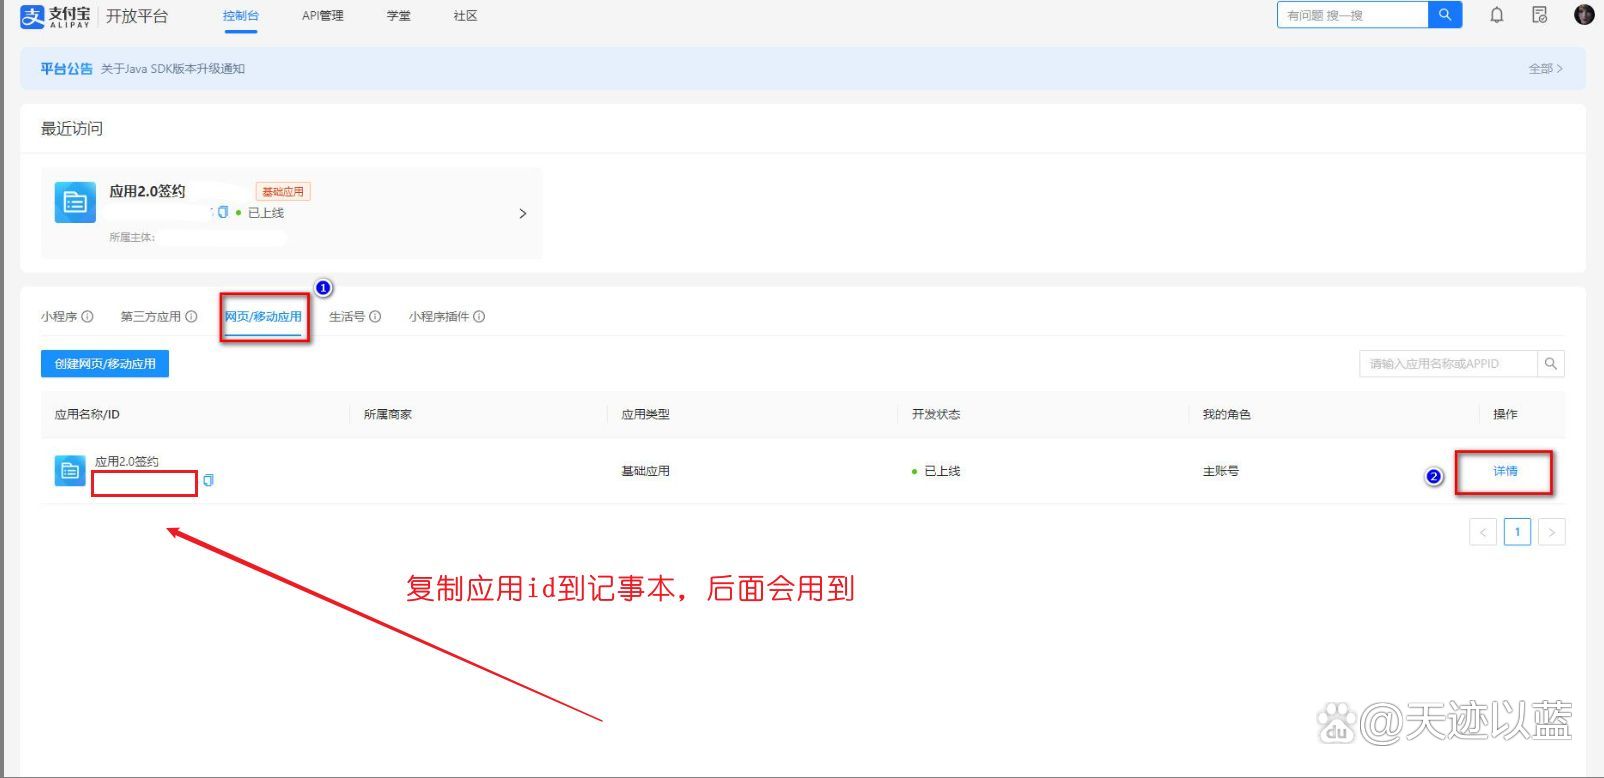 支付宝 ALIPAY 开放平台 控制台 API管理 学堂 社区 有问题 搜一搜
平台公告 关于Java SDK版本升级通知 全部 >
最近访问
应用2.0签约 基础应用
已上线
所属主体:
1
小程序 第三方应用 网页/移动应用 生活号 小程序插件
创建网页/移动应用 请输入应用名称或APPID
应用名称/ID 所属商家 应用类型 开发状态 我的角色 操作
应用2.0签约
基础应用 已上线 主账号 2 详情
< 1 >
复制应用id到记事本，后面会用到
du @天迹以蓝